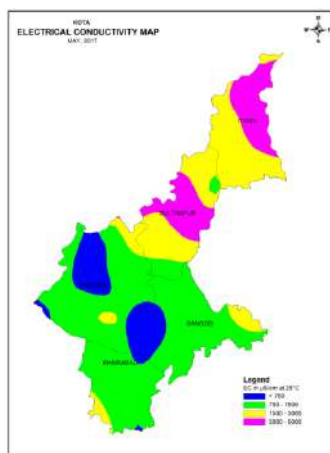 KOTA
ELECTRICAL CONDUCTIVITY MAP
MAY, 2017
N
W
E
S
SANGOD
Legend
EC in µS/cm at 25°C
< 750
750 - 1500
1500 - 3000
3000 - 5000